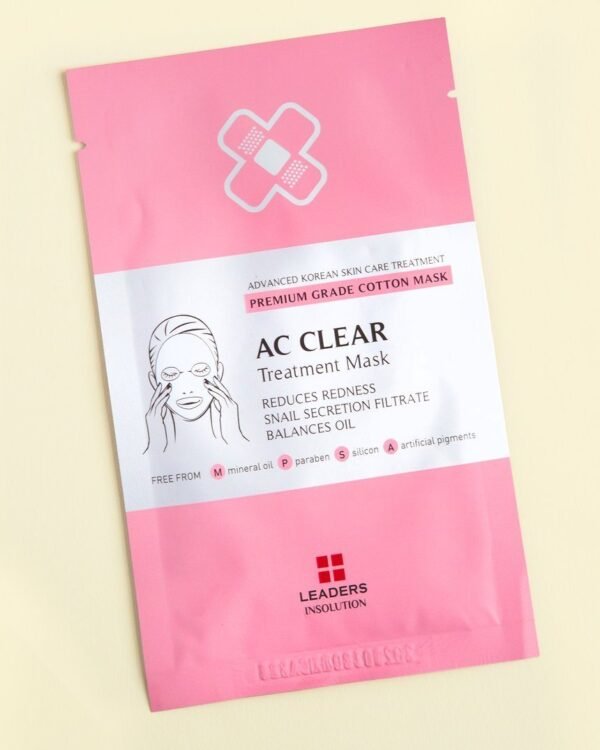 ADVANCED KOREAN SKIN CARE TREATMENT
PREMIUM GRADE COTTON MASK
AC CLEAR
Treatment Mask
REDUCES REDNESS
SNAIL SECRETION FILTRATE
BALANCES OIL
FREE FROM M mineral oil P paraben S silicon A artificial pigments
LEADERS
INSOLUTION